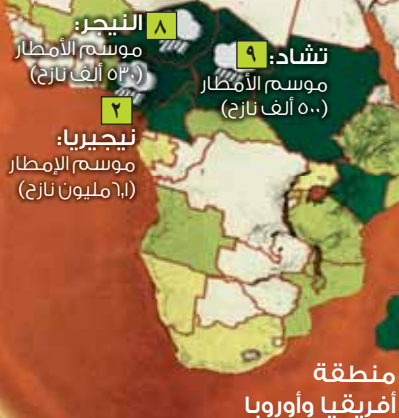 ٨
النيجر:
موسم الأمطار
(٥٣٠ ألف نازح)
٩
تشاد:
موسم الأمطار
(٥٠٠ ألف نازح)
٢
نيجيريا:
موسم الإمطار
(٦,١ مليون نازح)
منطقة
أفريقيا وأوروبا